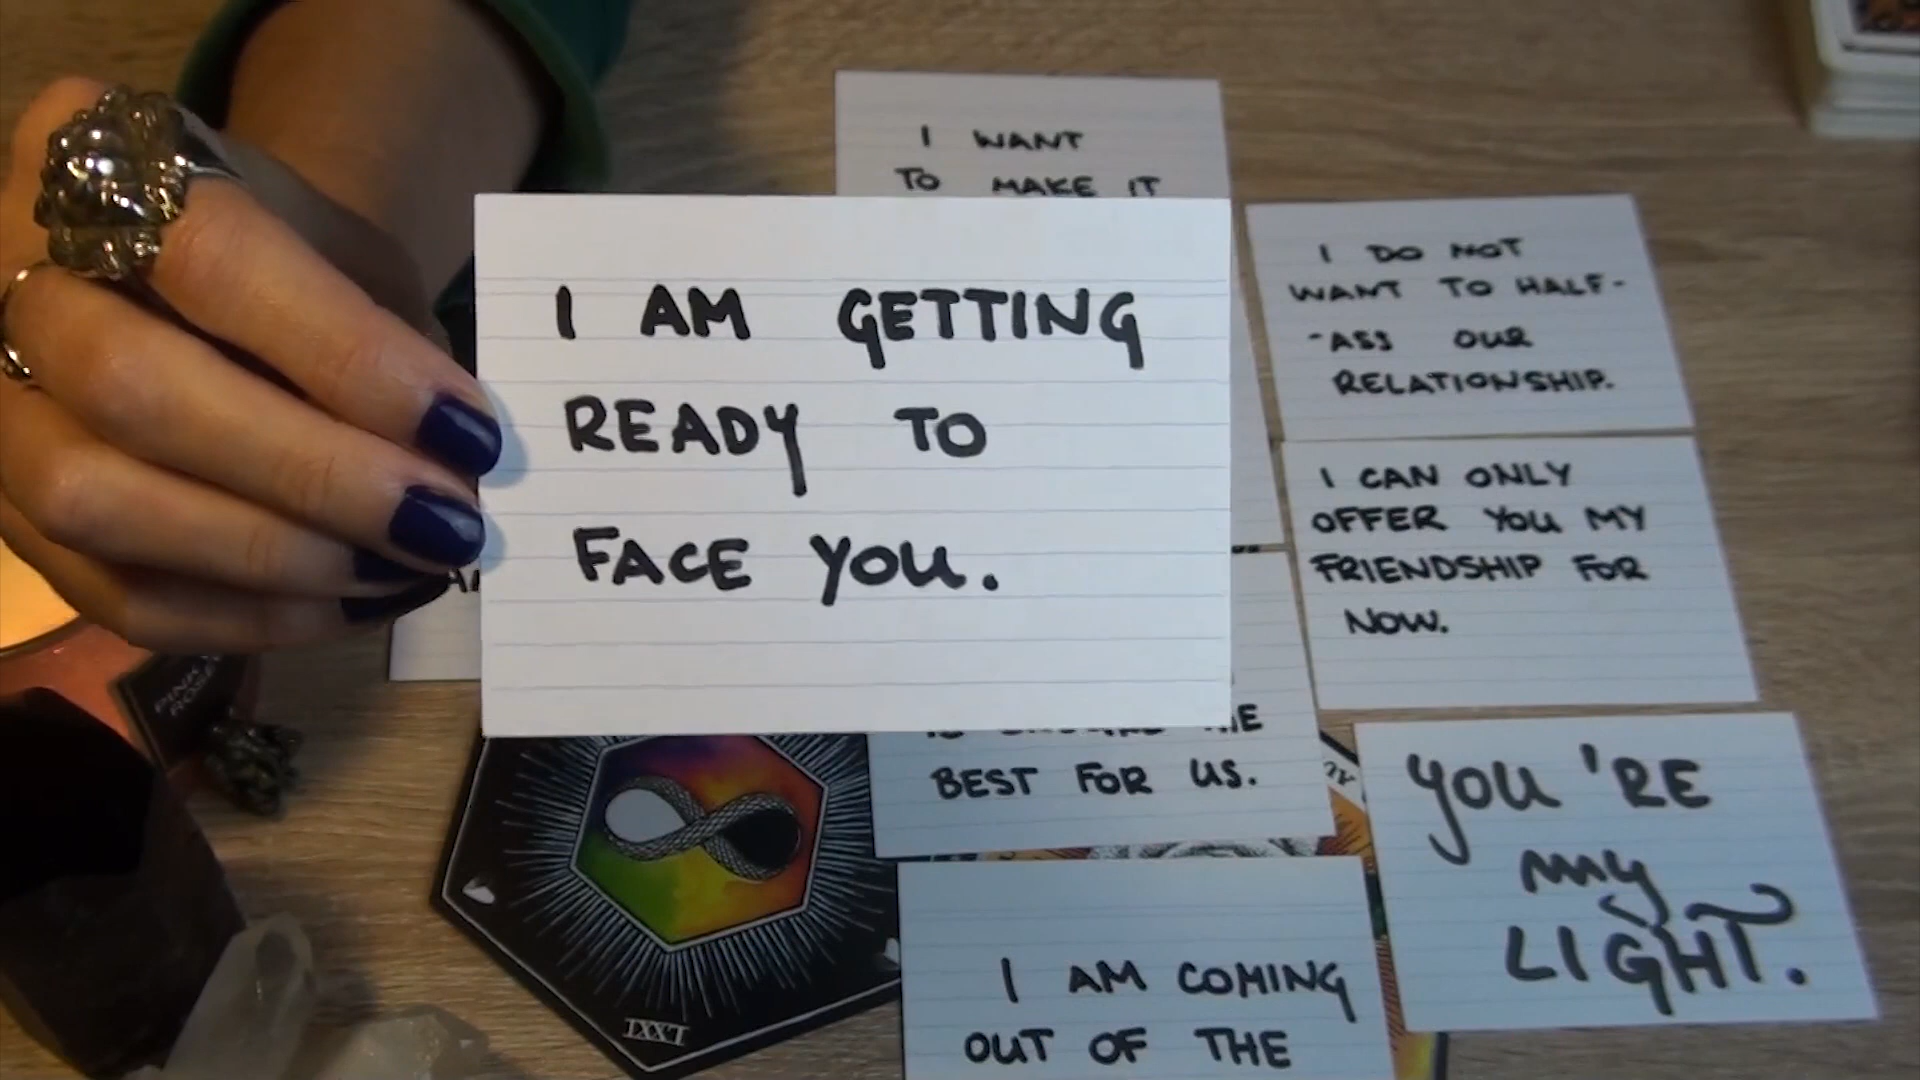 I WANT
TO MAKE IT
I AM GETTING
READY TO
FACE YOU.
I DO NOT
WANT TO HALF-
-ASS OUR
RELATIONSHIP.
I CAN ONLY
OFFER YOU MY
FRIENDSHIP FOR
NOW.
BEST FOR US.
YOU'RE
MY
LIGHT.
I AM COMING
OUT OF THE
PINK
ROSE
LXXI